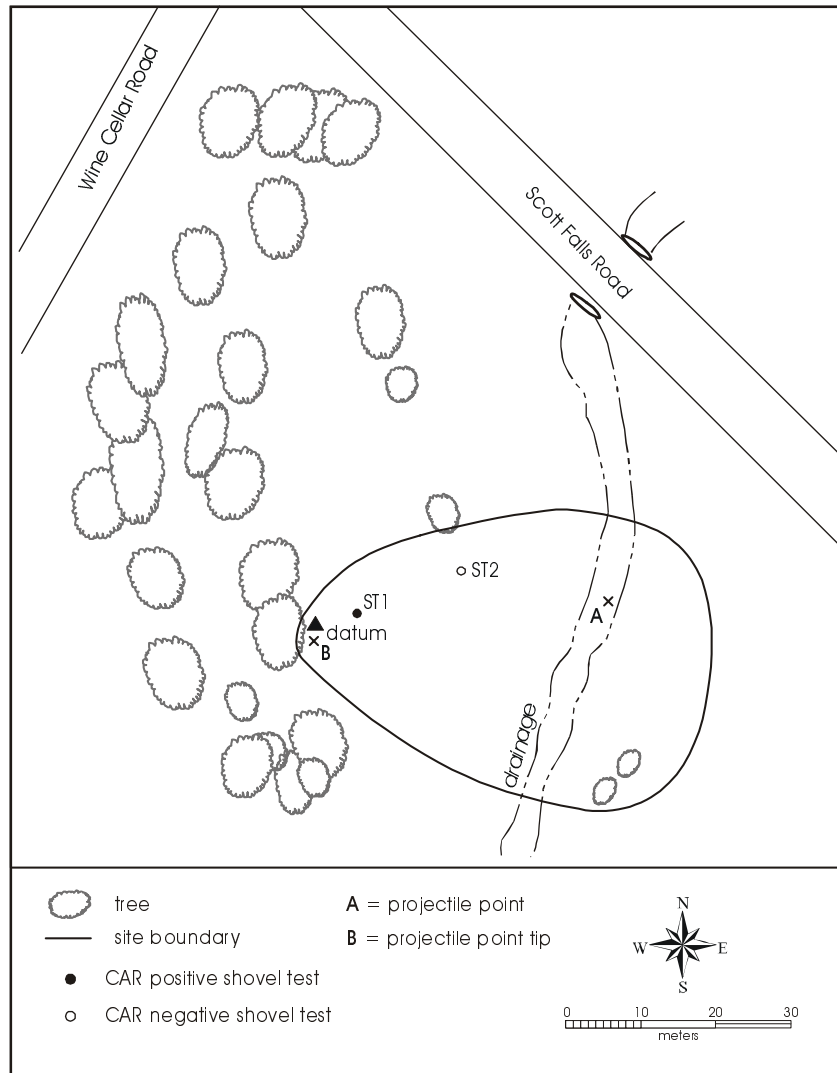 Wine Cellar Road
Scott Falls Road
ST2
ST1
A
datum
B
drainage
tree
site boundary
CAR positive shovel test
CAR negative shovel test
A = projectile point
B = projectile point tip
N
W E
S
0 10 20 30
meters